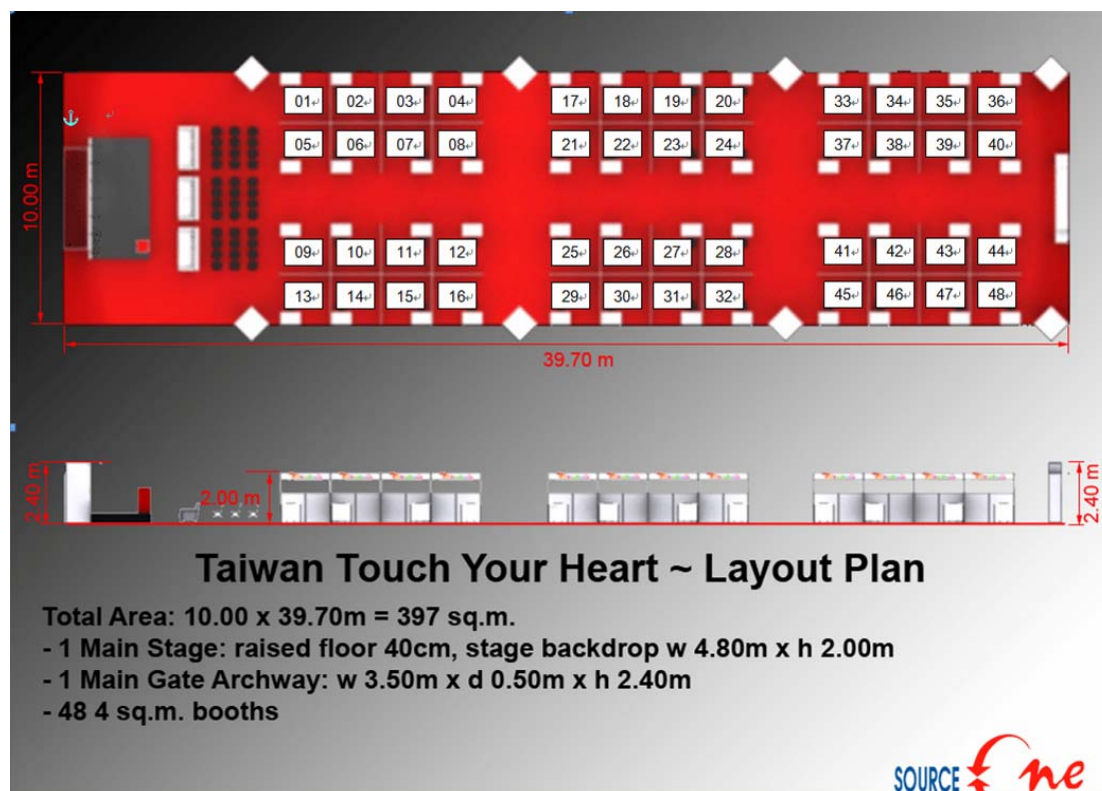 01 02 03 04 17 18 19 20 33 34 35 36
05 06 07 08 21 22 23 24 37 38 39 40
10.00 m
09 10 11 12 25 26 27 28 41 42 43 44
13 14 15 16 29 30 31 32 45 46 47 48
39.70 m
2.40 m
2.00 m
2.40 m
Taiwan Touch Your Heart ~ Layout Plan
Total Area: 10.00 x 39.70m = 397 sq.m.
- 1 Main Stage: raised floor 40cm, stage backdrop w 4.80m x h 2.00m
- 1 Main Gate Archway: w 3.50m x d 0.50m x h 2.40m
- 48 4 sq.m. booths
SOURCE One